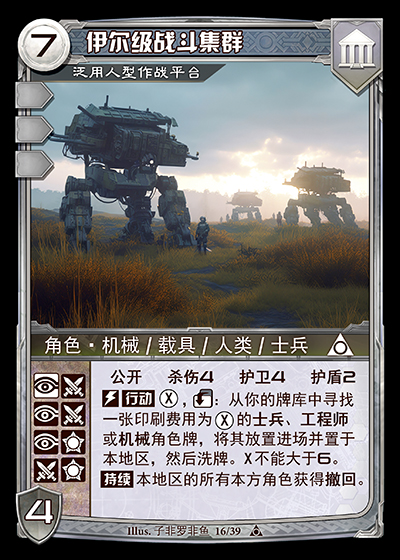 7
伊尔级战斗集群
泛用人型作战平台
角色·机械 / 载具 / 人类 / 士兵
公开 杀伤4 护卫4 护盾2
行动 X，：从你的牌库中寻找
一张印刷费用为X的士兵、工程师
或机械角色牌，将其放置进场并置于
本地区，然后洗牌。X不能大于6。
持续 本地区的所有本方角色获得撤回。
4
Illus. 子非罗非鱼 16/39